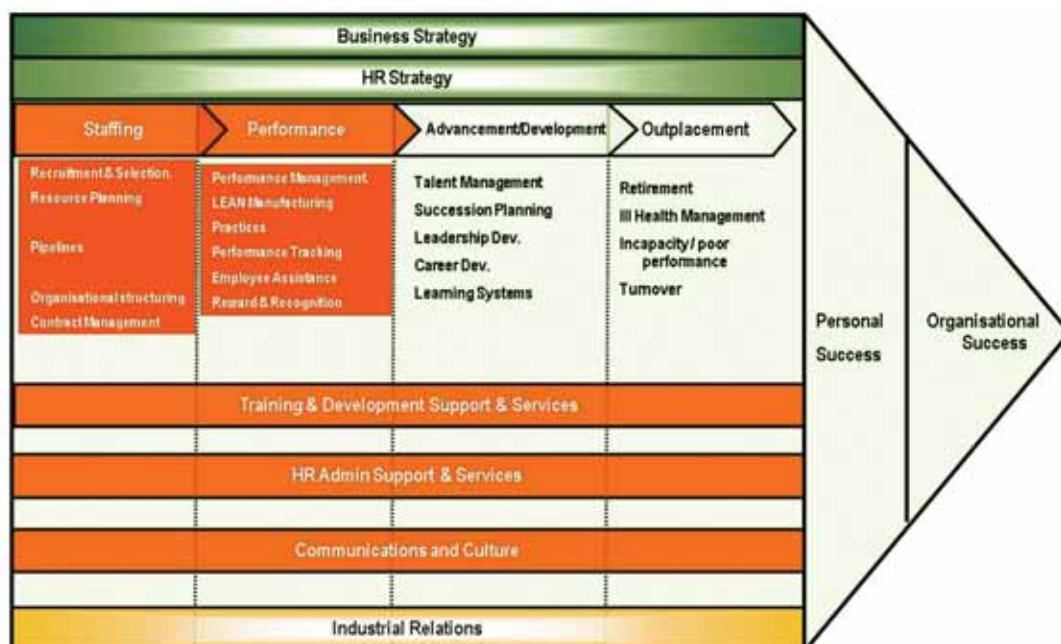 Business Strategy
HR Strategy
Staffing
Performance
Advancement/Development
Outplacement
Recruitment & Selection.
Resource Planning
Pipelines
Organisational structuring
Contract Management
Performance Management.
LEAN Manufacturing
Practices
Performance Tracking
Employee Assistance
Reward & Recognition
Talent Management
Succession Planning
Leadership Dev.
Career Dev.
Learning Systems
Retirement
Ill Health Management
Incapacity / poor
performance
Turnover
Personal
Success
Organisational
Success
Training & Development Support & Services
HR Admin Support & Services
Communications and Culture
Industrial Relations